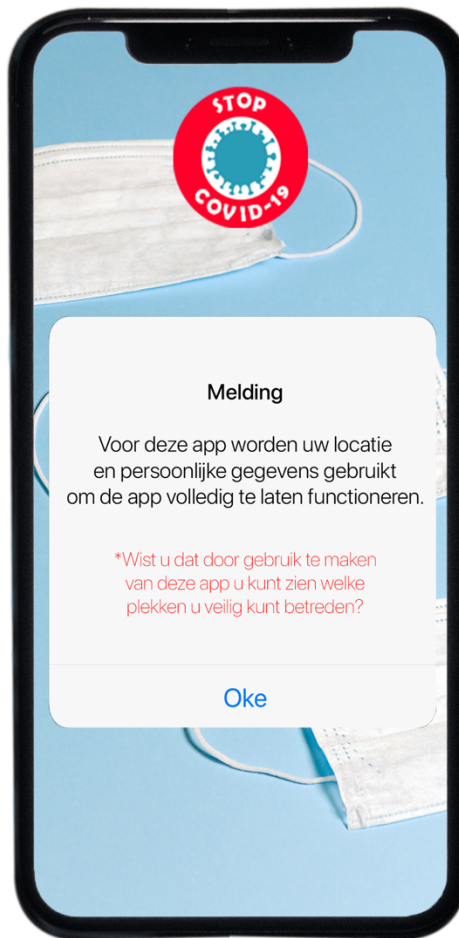 STOP
COVID-19
Melding
Voor deze app worden uw locatie
en persoonlijke gegevens gebruikt
om de app volledig te laten functioneren.
*Wist u dat door gebruik te maken
van deze app u kunt zien welke
plekken u veilig kunt betreden?
Oke